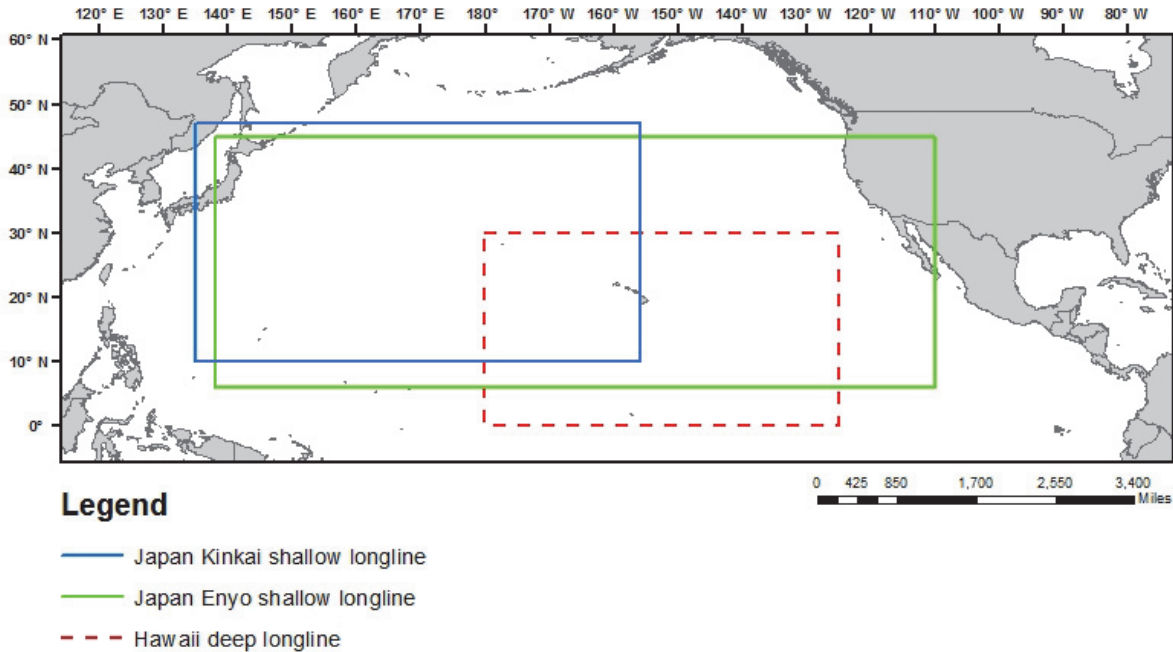 120° E 130° E 140° E 150° E 160° E 170° E 180° 170° W 160° W 150° W 140° W 130° W 120° W 110° W 100° W 90° W 80° W
60° N
50° N
40° N
30° N
20° N
10° N
0°
0 425 850 1,700 2,550 3,400
Miles
Legend
Japan Kinkai shallow longline
Japan Enyo shallow longline
Hawaii deep longline